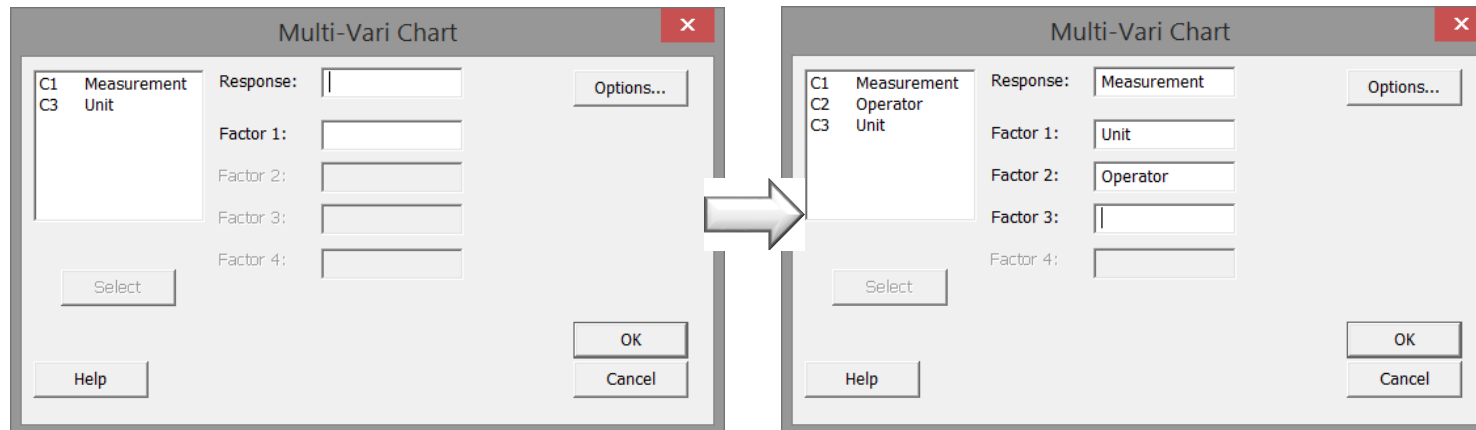 Multi-Vari Chart
C1 Measurement
C3 Unit
Response:
Options...
Factor 1:
Factor 2:
Factor 3:
Factor 4:
Select
OK
Help
Cancel
Multi-Vari Chart
C1 Measurement
C2 Operator
C3 Unit
Response: Measurement
Options...
Factor 1: Unit
Factor 2: Operator
Factor 3:
Factor 4:
Select
OK
Help
Cancel